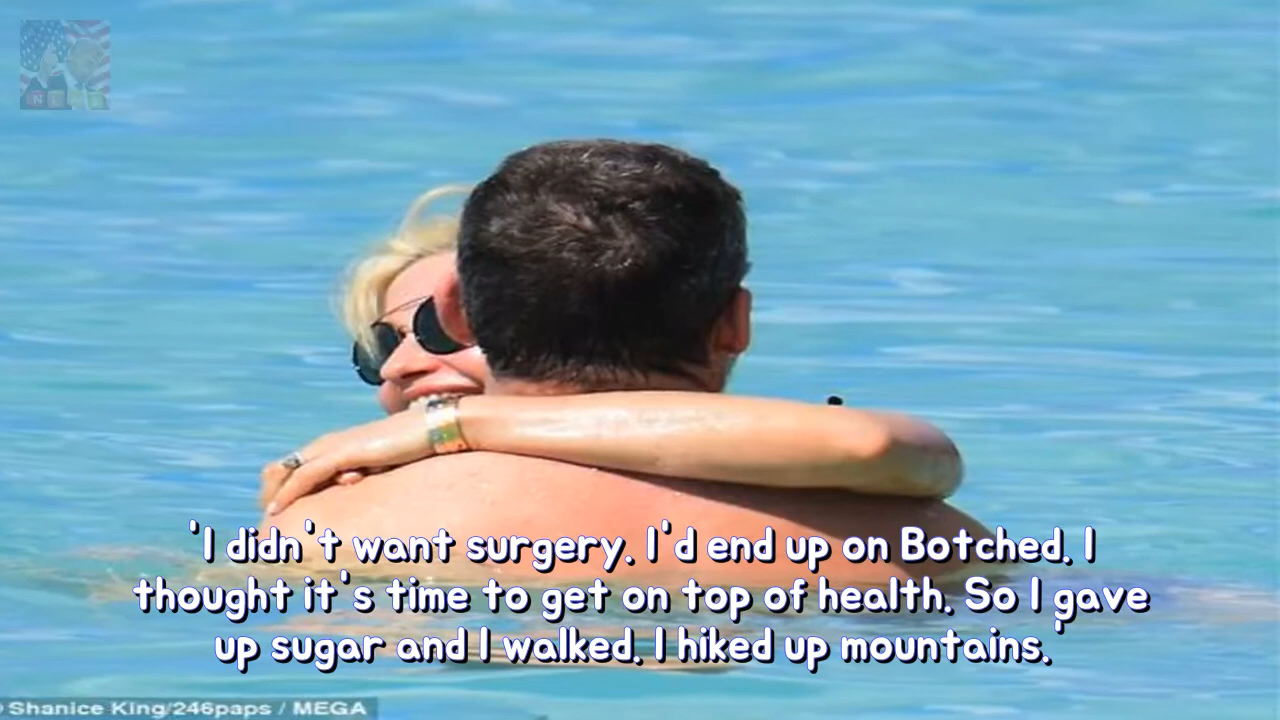 NEWS
'I didn't want surgery. I'd end up on Botched. I
thought it's time to get on top of health. So I gave
up sugar and I walked. I hiked up mountains.'
© Shanice King/246paps / MEGA